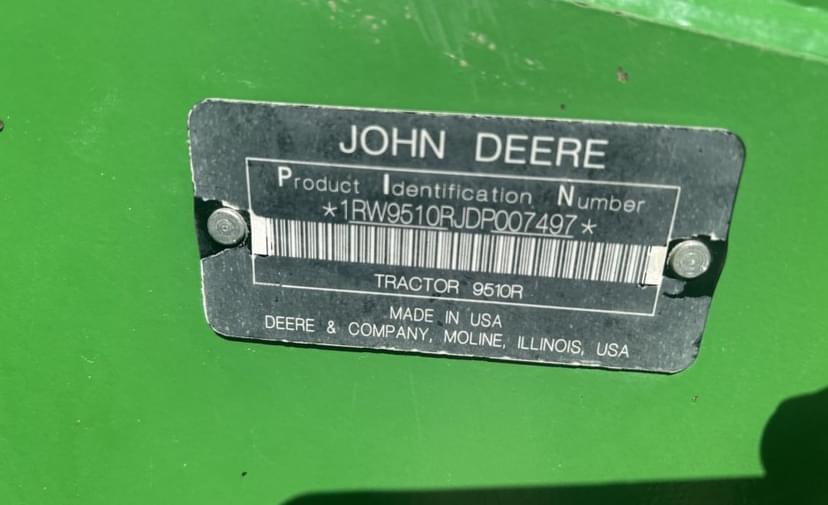 JOHN DEERE
Product Identification Number
*1RW9510RJDP007497*
TRACTOR 9510R
MADE IN USA
DEERE & COMPANY, MOLINE, ILLINOIS, USA